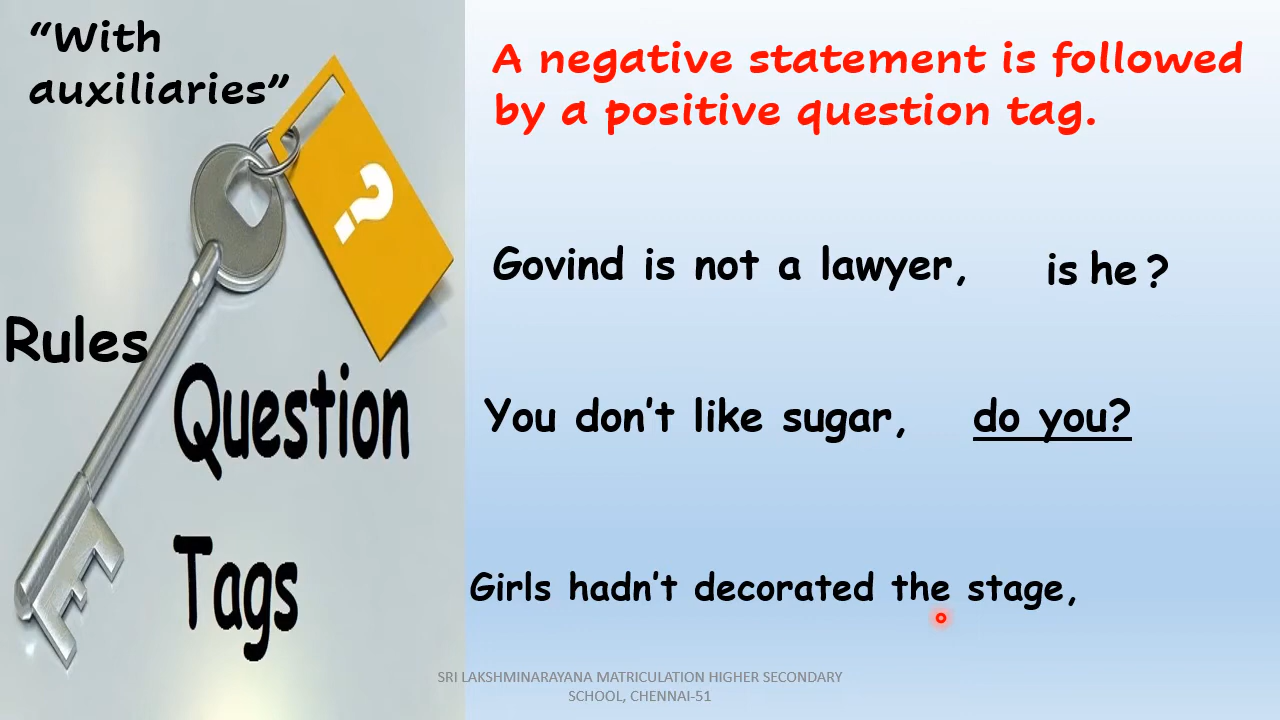 “With
auxiliaries”
Rules
Question
Tags
?
A negative statement is followed
by a positive question tag.
Govind is not a lawyer, is he ?
You don’t like sugar, do you?
Girls hadn’t decorated the stage,
SRI LAKSHMINARAYANA MATRICULATION HIGHER SECONDARY
SCHOOL, CHENNAI-51